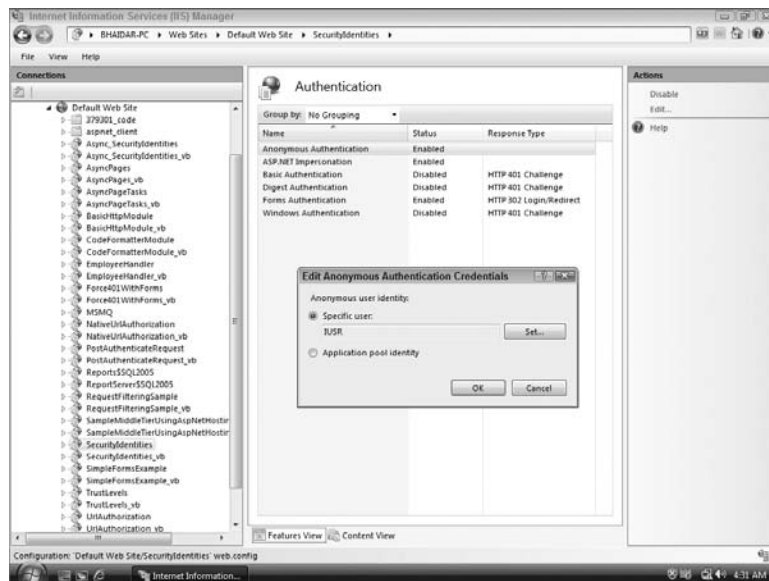 Internet Information Services (IIS) Manager
BHAIDAR-PC Web Sites Default Web Site SecurityIdentities
File View Help
Connections
Default Web Site
379301_code
aspnet_client
Async_SecurityIdentities
Async_SecurityIdentities_vb
AsyncPages
AsyncPages_vb
AsyncPageTasks
AsyncPageTasks_vb
BasicHttpModule
BasicHttpModule_vb
CodeFormatterModule
CodeFormatterModule_vb
EmployeeHandler
EmployeeHandler_vb
Force401WithForms
Force401WithForms_vb
MSMQ
NativeUrlAuthorization
NativeUrlAuthorization_vb
PostAuthenticateRequest
PostAuthenticateRequest_vb
Reports$SQL2005
ReportServer$SQL2005
RequestFilteringSample
RequestFilteringSample_vb
SampleMiddleTierUsingAspNetHostin
SampleMiddleTierUsingAspNetHostin
SecurityIdentities
SecurityIdentities_vb
SimpleFormsExample
SimpleFormsExample_vb
TrustLevels
TrustLevels_vb
UrlAuthorization
UrlAuthorization_vb
Authentication
Group by: No Grouping
Name Status Response Type
Anonymous Authentication Enabled
ASP.NET Impersonation Enabled
Basic Authentication Disabled HTTP 401 Challenge
Digest Authentication Disabled HTTP 401 Challenge
Forms Authentication Enabled HTTP 302 Login/Redirect
Windows Authentication Disabled HTTP 401 Challenge
Edit Anonymous Authentication Credentials
Anonymous user identity:
Specific user:
IUSR Set...
Application pool identity
OK Cancel
Features View Content View
Actions
Disable
Edit...
Help
Configuration: 'Default Web Site/SecurityIdentities' web.config
Internet Information... 4:31 AM